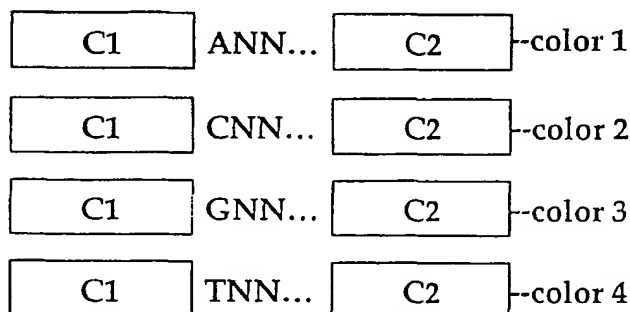 C1 ANN... C2 --color 1
C1 CNN... C2 --color 2
C1 GNN... C2 --color 3
C1 TNN... C2 --color 4